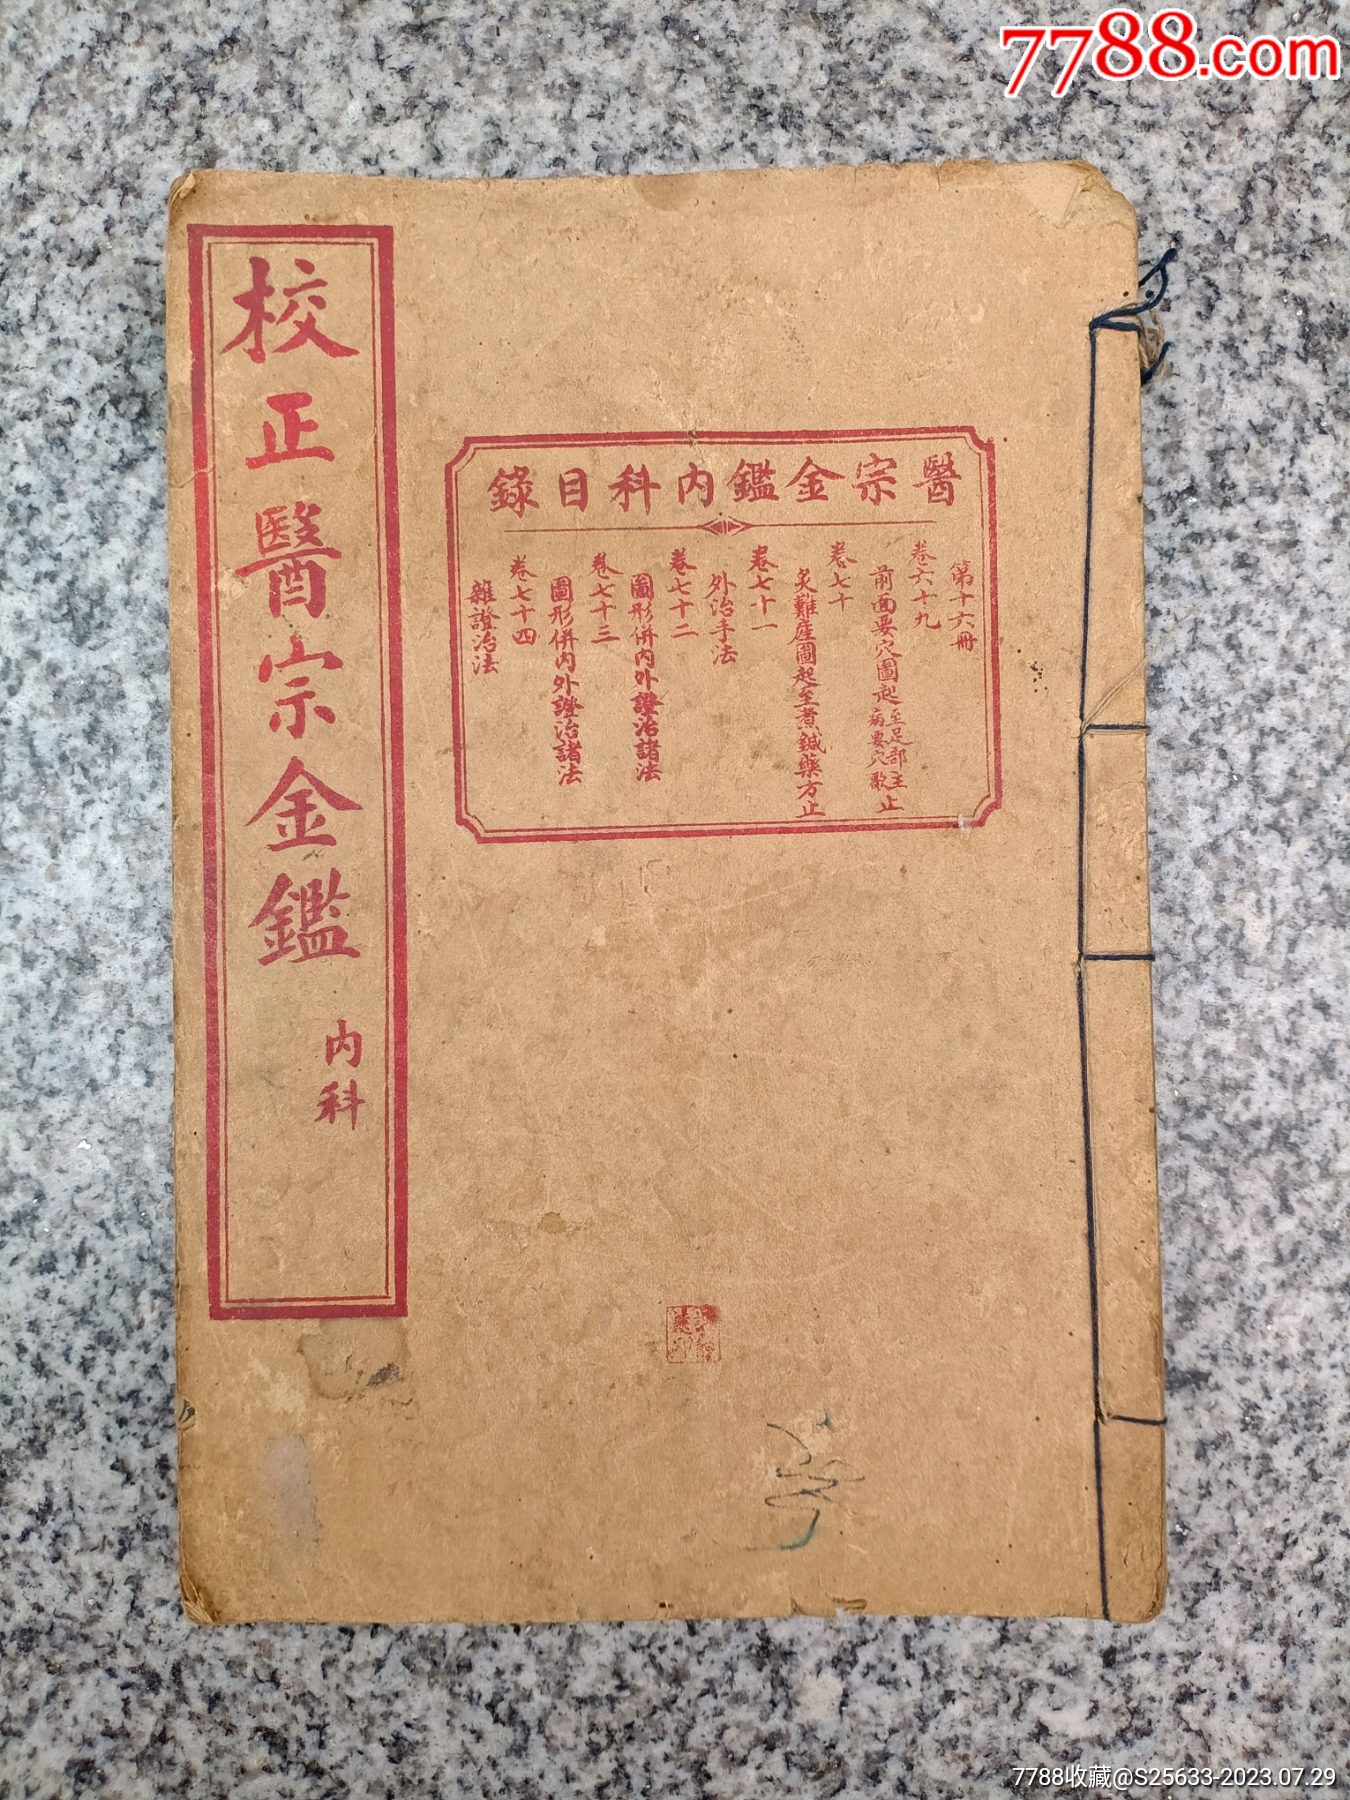 7788.com
校正醫宗金鑑
内科
醫宗金鑑内科目錄
第十六冊
卷六十九
前面要穴圖起至足部主病要穴歌止
卷七十
灸難產圖起至煮鍼藥方止
卷七十一
外治手法
卷七十二
圖形併内外證治諸法
卷七十三
圖形併内外證治諸法
卷七十四
雜證治法
7788收藏@S25633-2023.07.29